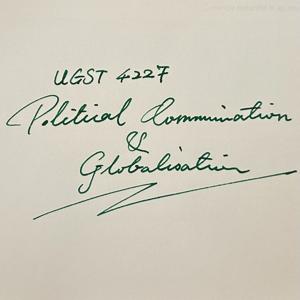 UGST 4227
Political Communication
&
Globalisation